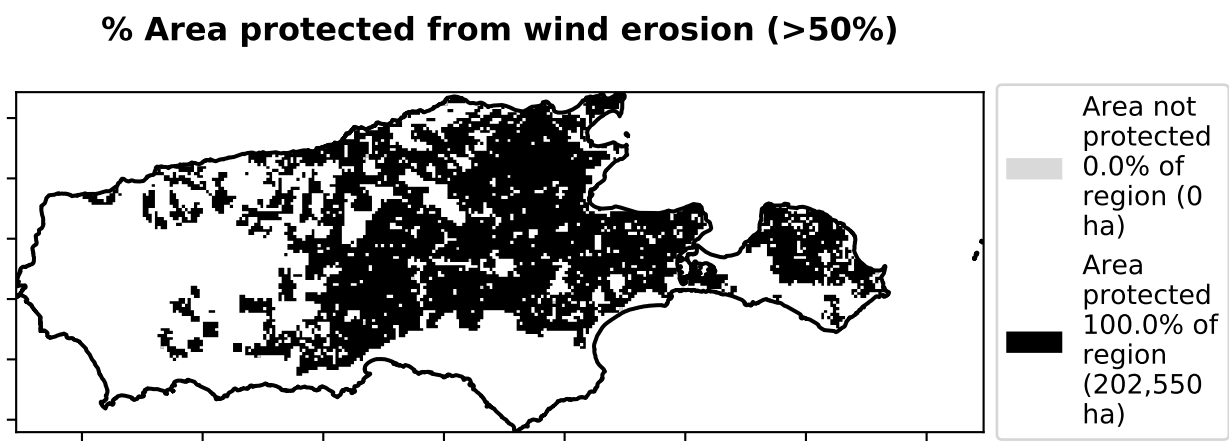 % Area protected from wind erosion (>50%)
Area not
protected
0.0% of
region (0
ha)
Area
protected
100.0% of
region
(202,550
ha)